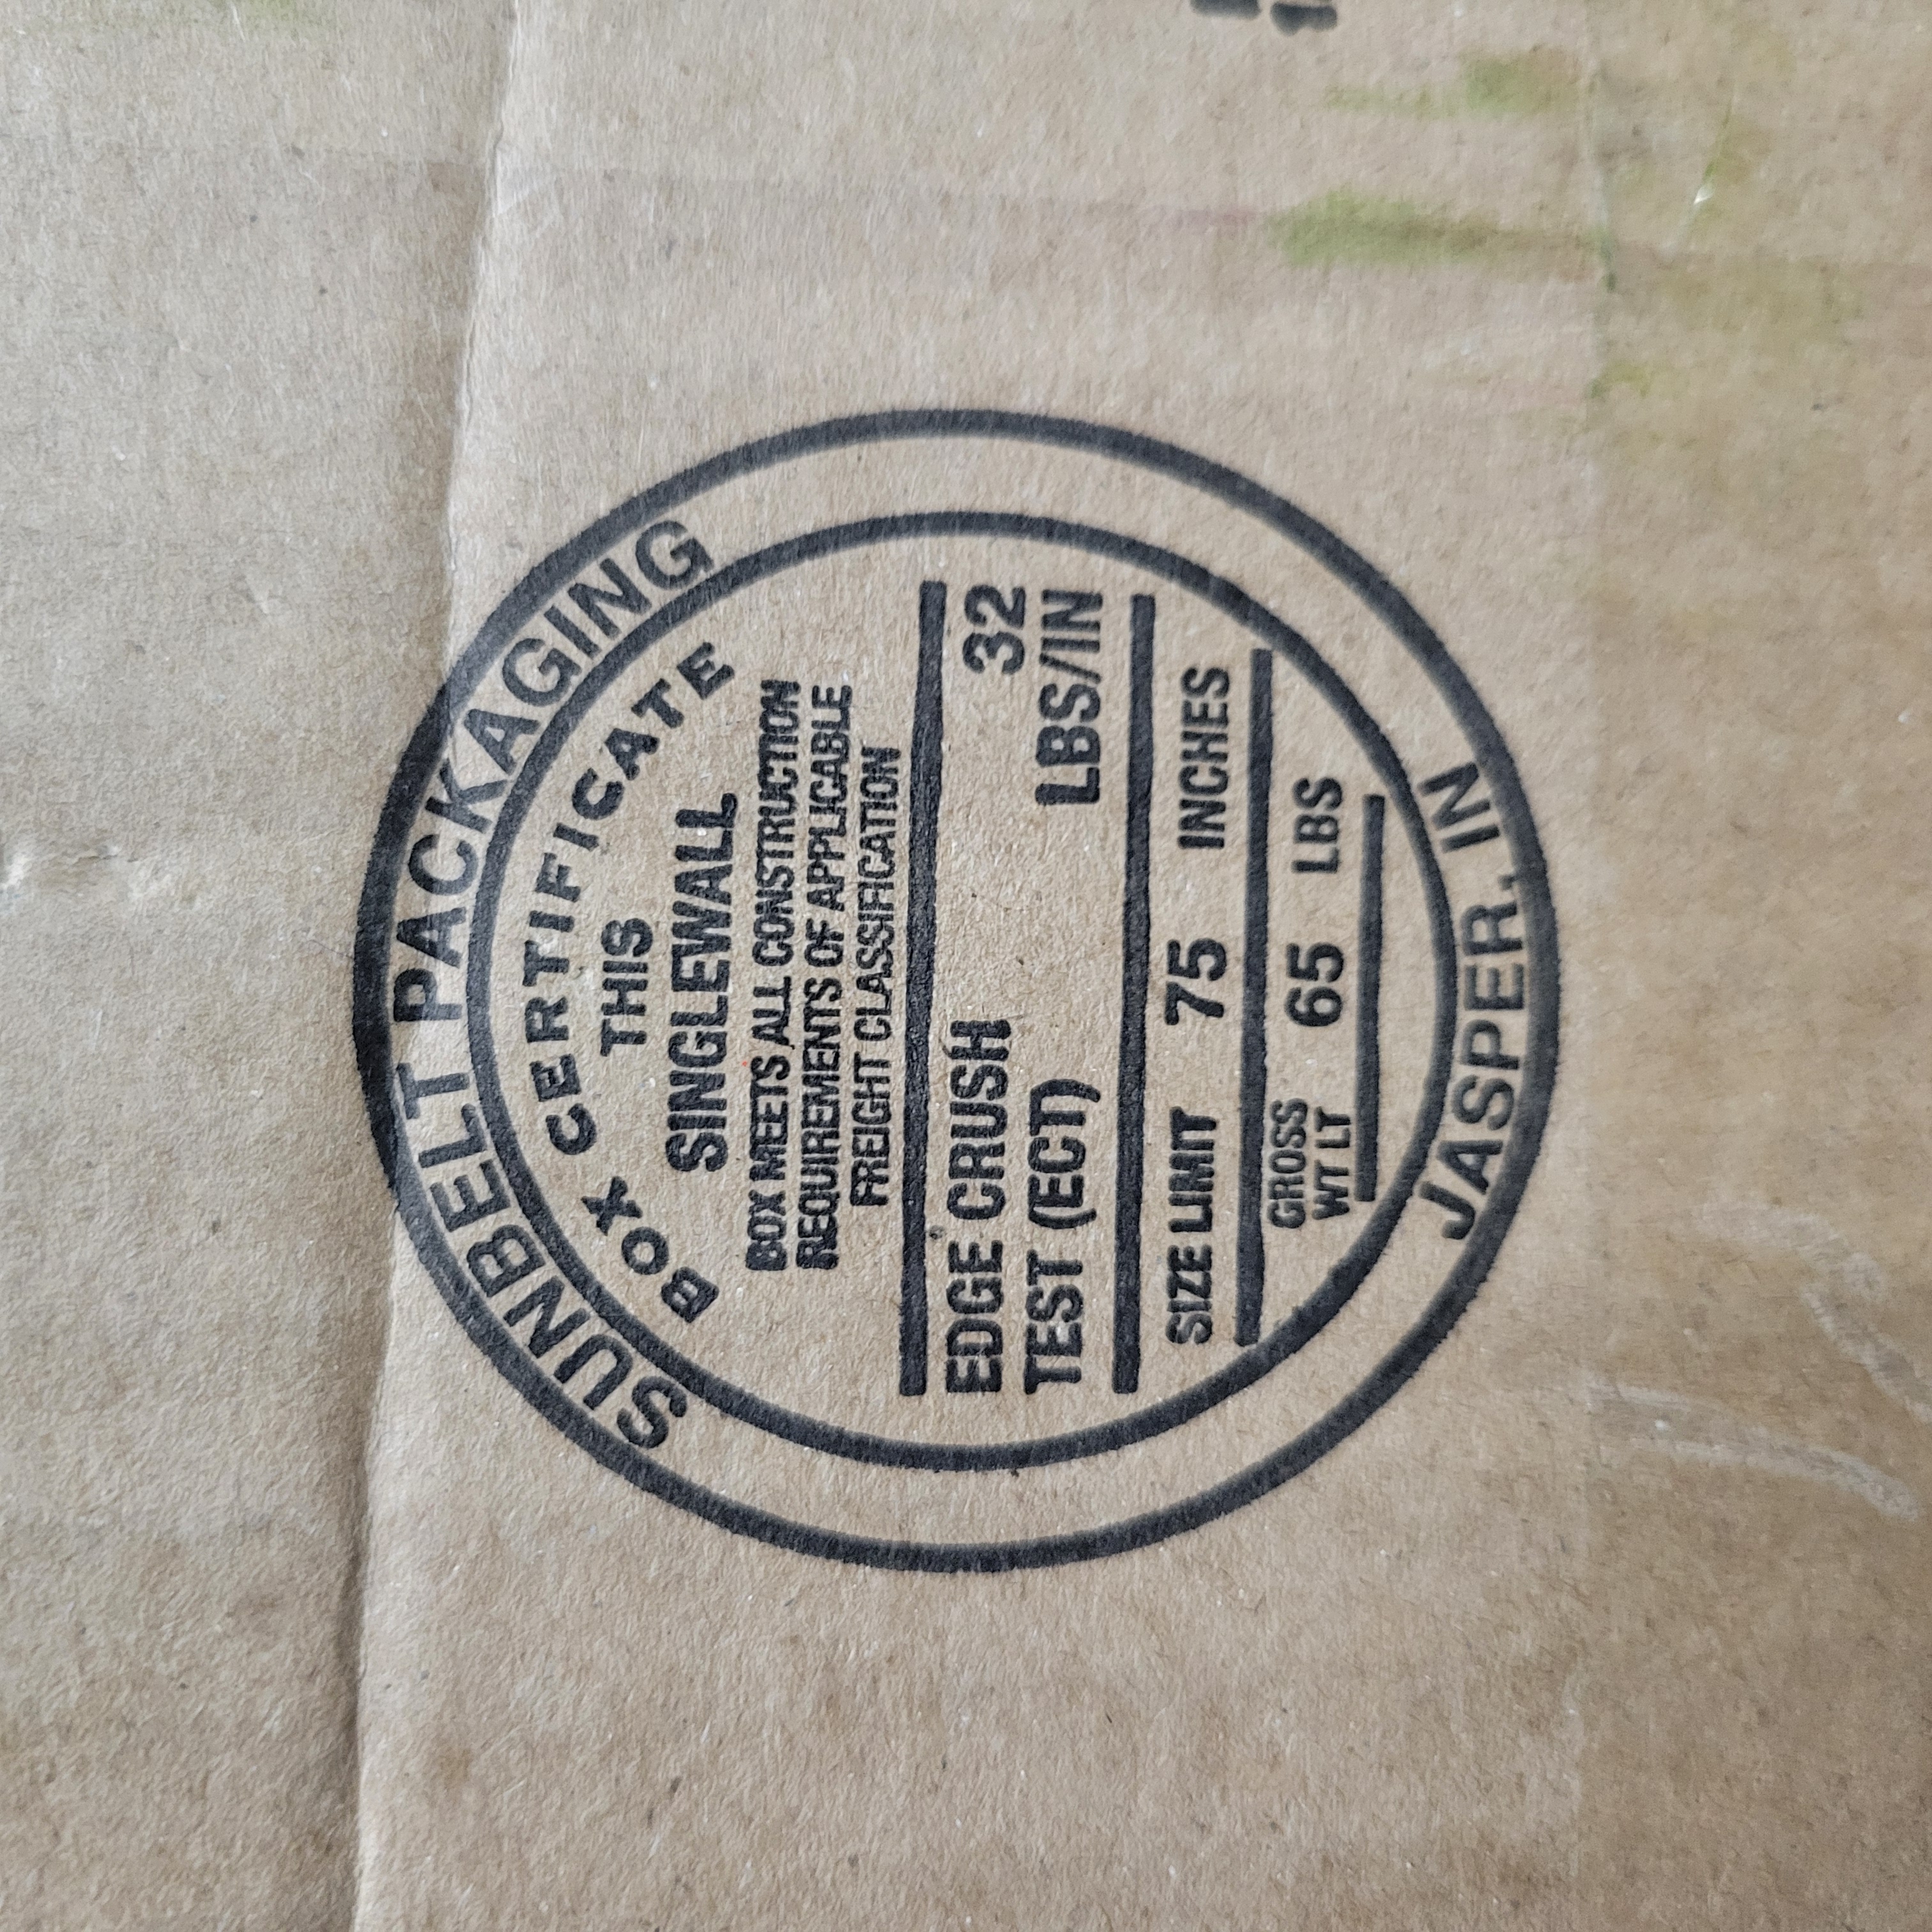 SUNBELT PACKAGING
BOX CERTIFICATE
THIS
SINGLEWALL
BOX MEETS ALL CONSTRUCTION
REQUIREMENTS OF APPLICABLE
FREIGHT CLASSIFICATION
EDGE CRUSH 32
TEST (ECT) LBS/IN
SIZE LIMIT 75 INCHES
GROSS
WT LT 65 LBS
JASPER, IN